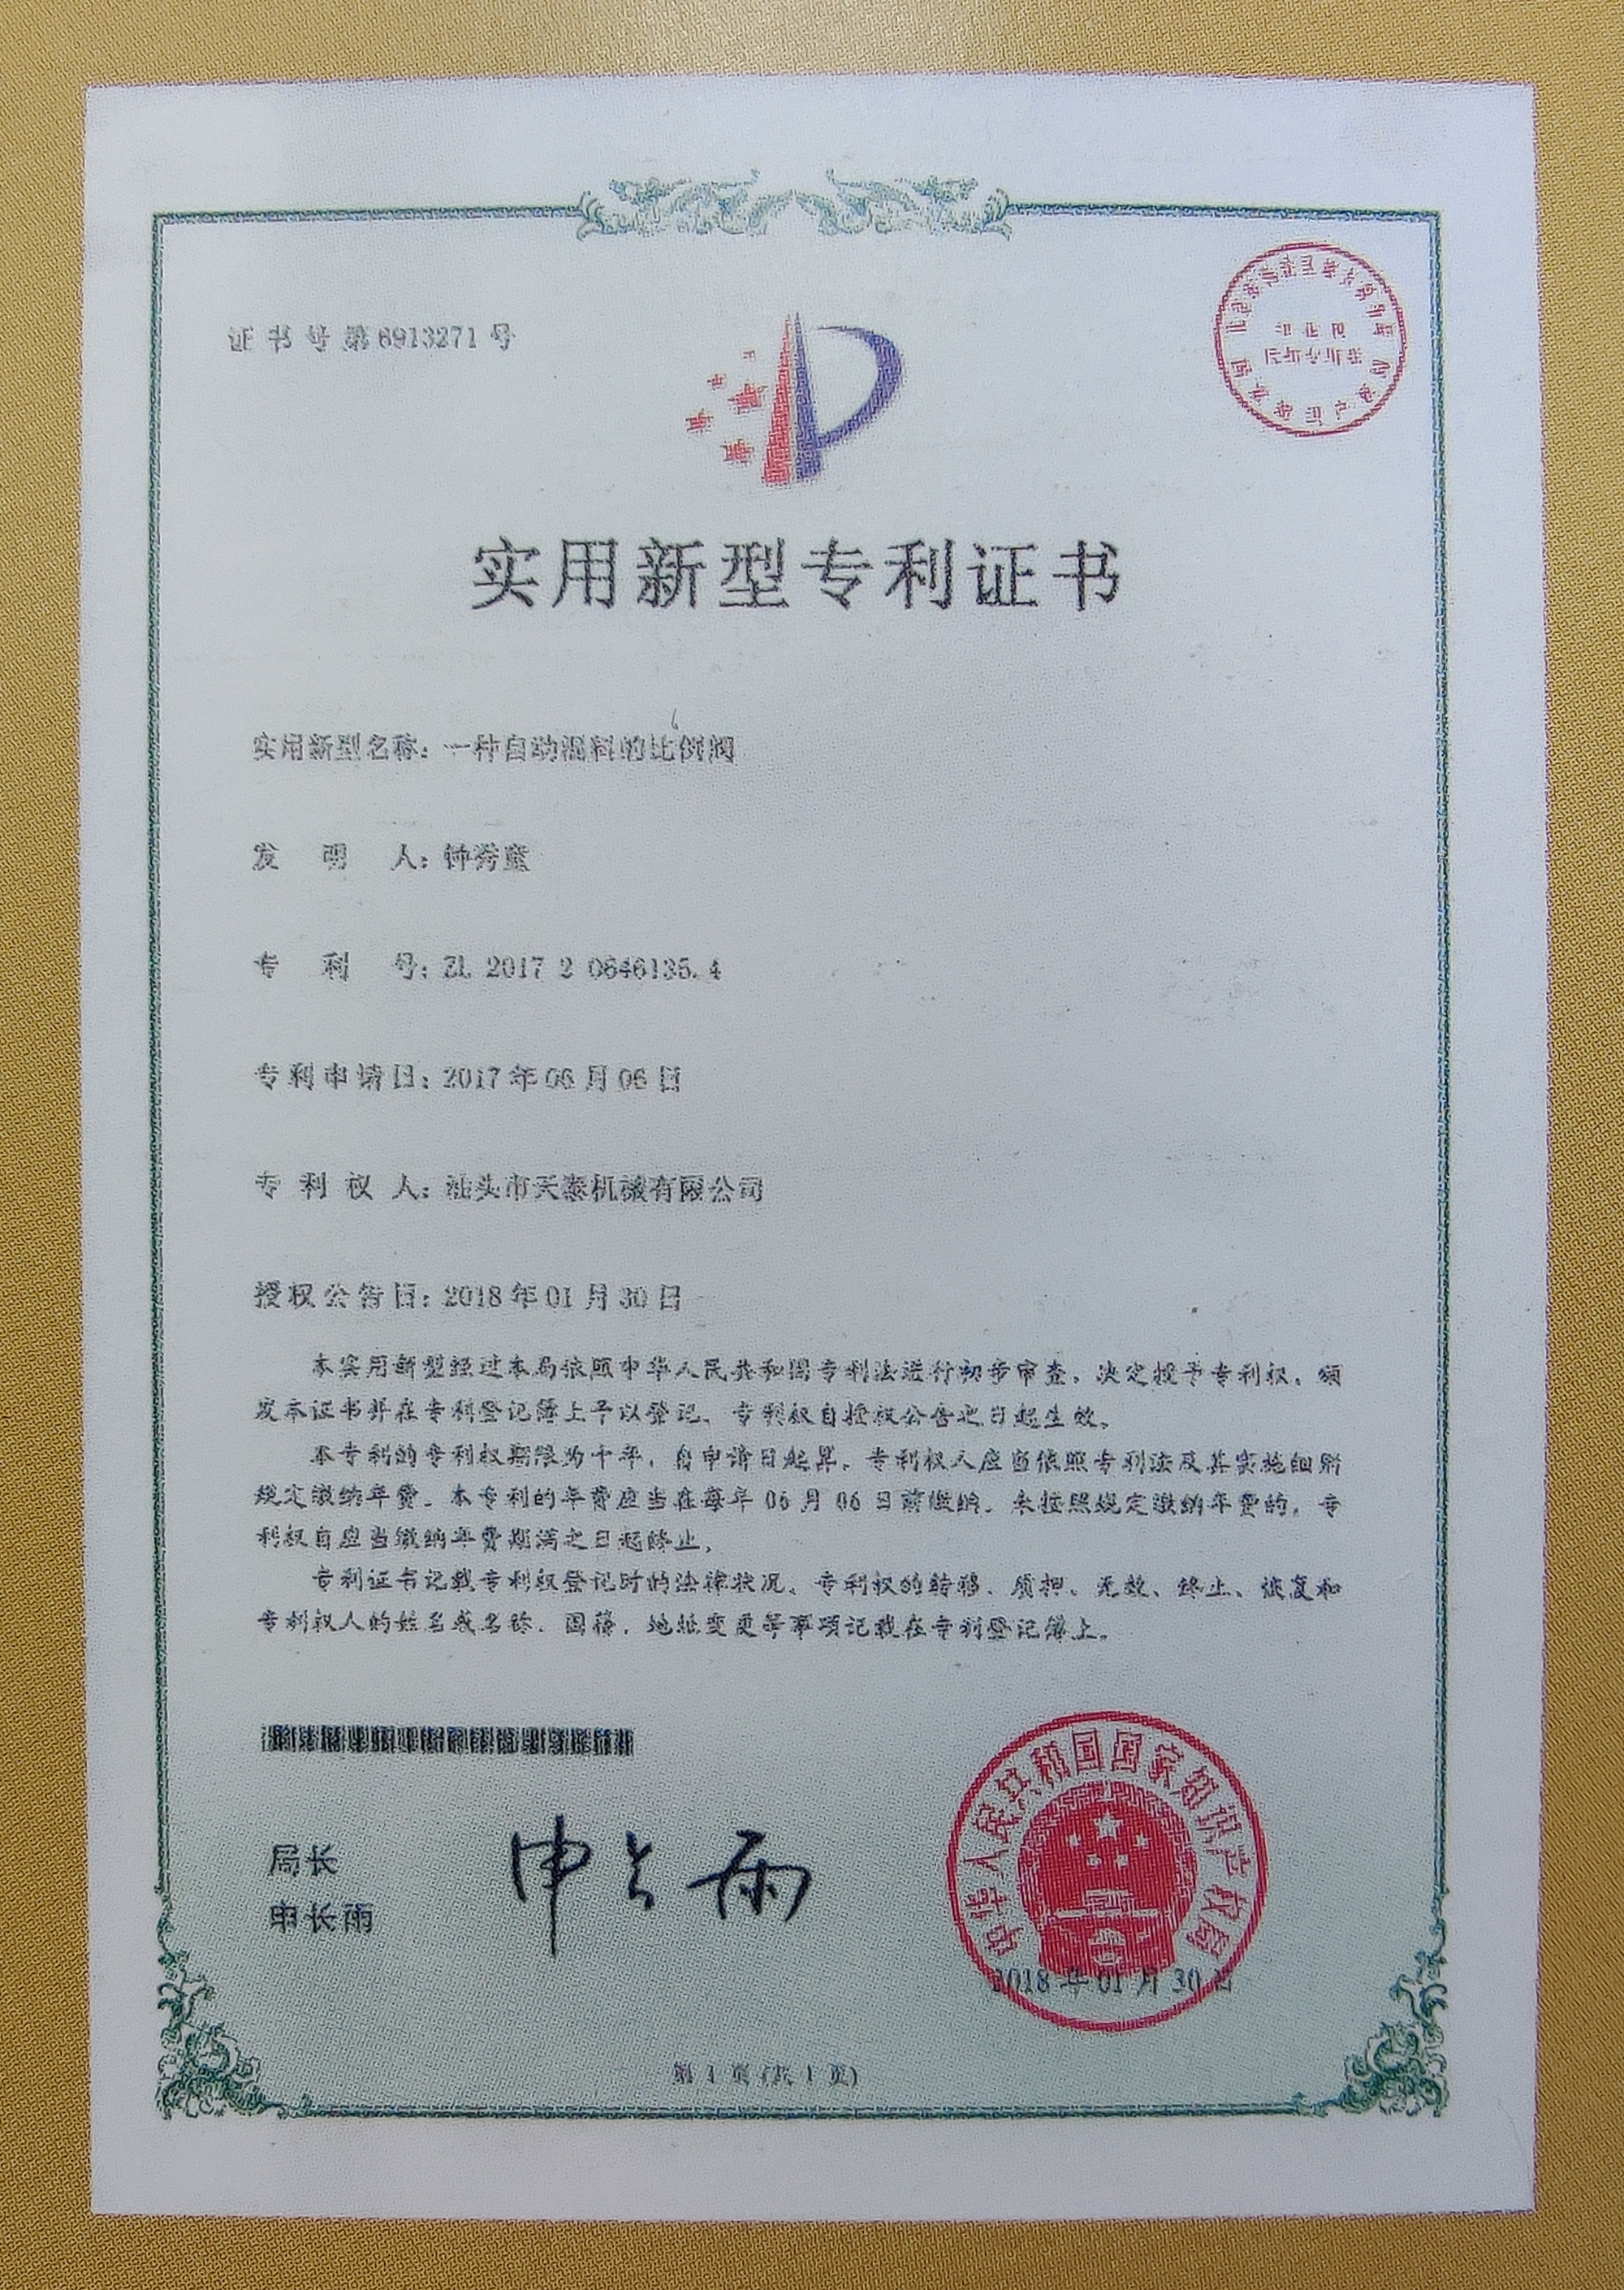 证书号第6913271号
实用新型专利证书
实用新型名称：一种自动混料的比例阀
发明人：钟秀
专利号：ZL 2017 2 0646135.4
专利申请日：2017年06月06日
专利权人：汕头市天泰机械有限公司
授权公告日：2018年01月30日
本实用新型经过本局依照中华人民共和国专利法进行初步审查，决定授予专利权，颁
发本证书并在专利登记簿上予以登记。专利权自授权公告之日起生效。
本专利的专利权期限为十年，自申请日起算。专利权人应当依照专利法及其实施细则
规定缴纳年费。本专利的年费应当在每年06月06日前缴纳。未按照规定缴纳年费的，专
利权自应当缴纳年费期满之日起终止。
专利证书记载专利权登记时的法律状况。专利权的转移、质押、无效、终止、恢复和
专利权人的姓名或名称、国籍、地址变更等事项记载在专利登记簿上。
局长
申长雨
申长雨
中华人民共和国国家知识产权局
2018年01月30日
第1页(共1页)